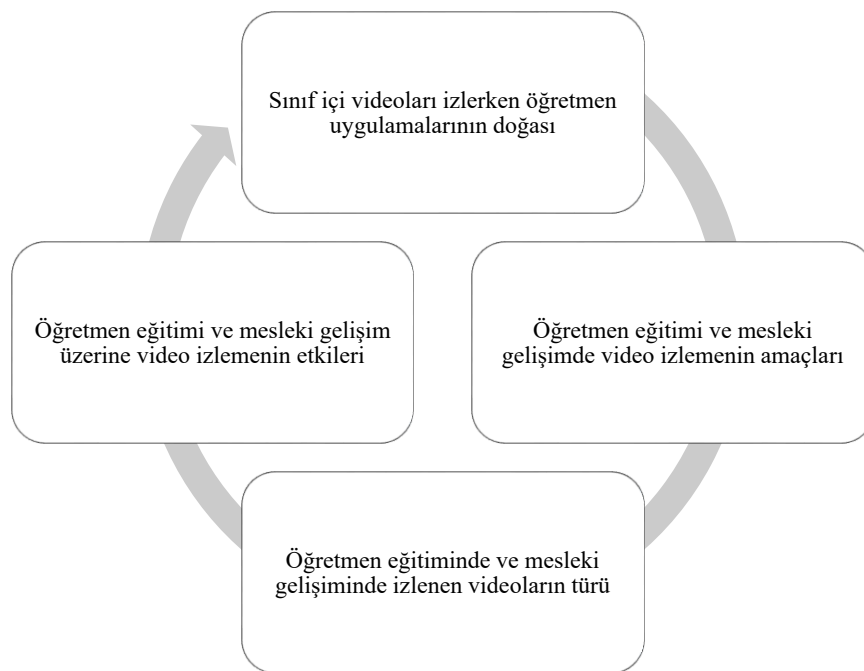 Sınıf içi videoları izlerken öğretmen
uygulamalarının doğası
Öğretmen eğitimi ve mesleki
gelişimde video izlemenin amaçları
Öğretmen eğitiminde ve mesleki
gelişiminde izlenen videoların türü
Öğretmen eğitimi ve mesleki gelişim
üzerine video izlemenin etkileri